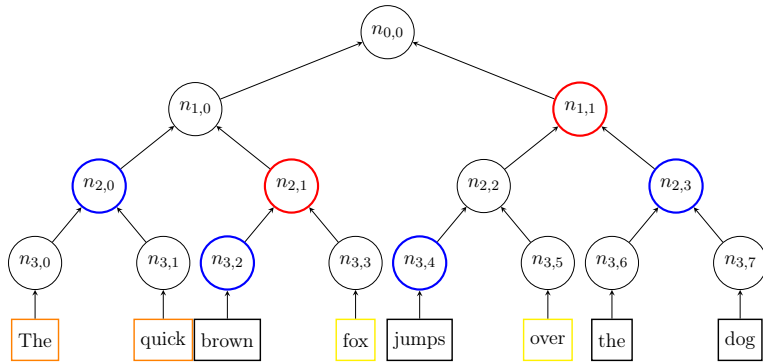 n0,0
n1,0 n1,1
n2,0 n2,1 n2,2 n2,3
n3,0 n3,1 n3,2 n3,3 n3,4 n3,5 n3,6 n3,7
The quick brown fox jumps over the dog